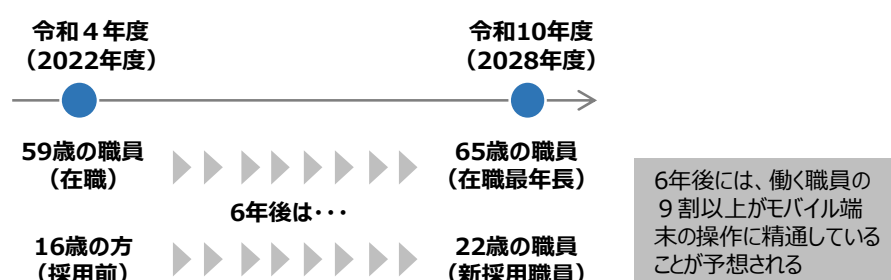 令和４年度
（2022年度）
令和10年度
（2028年度）
59歳の職員
（在職）
65歳の職員
（在職最年長）
6年後は・・・
16歳の方
（採用前）
22歳の職員
（新採用職員）
6年後には、働く職員の
９割以上がモバイル端
末の操作に精通している
ことが予想される